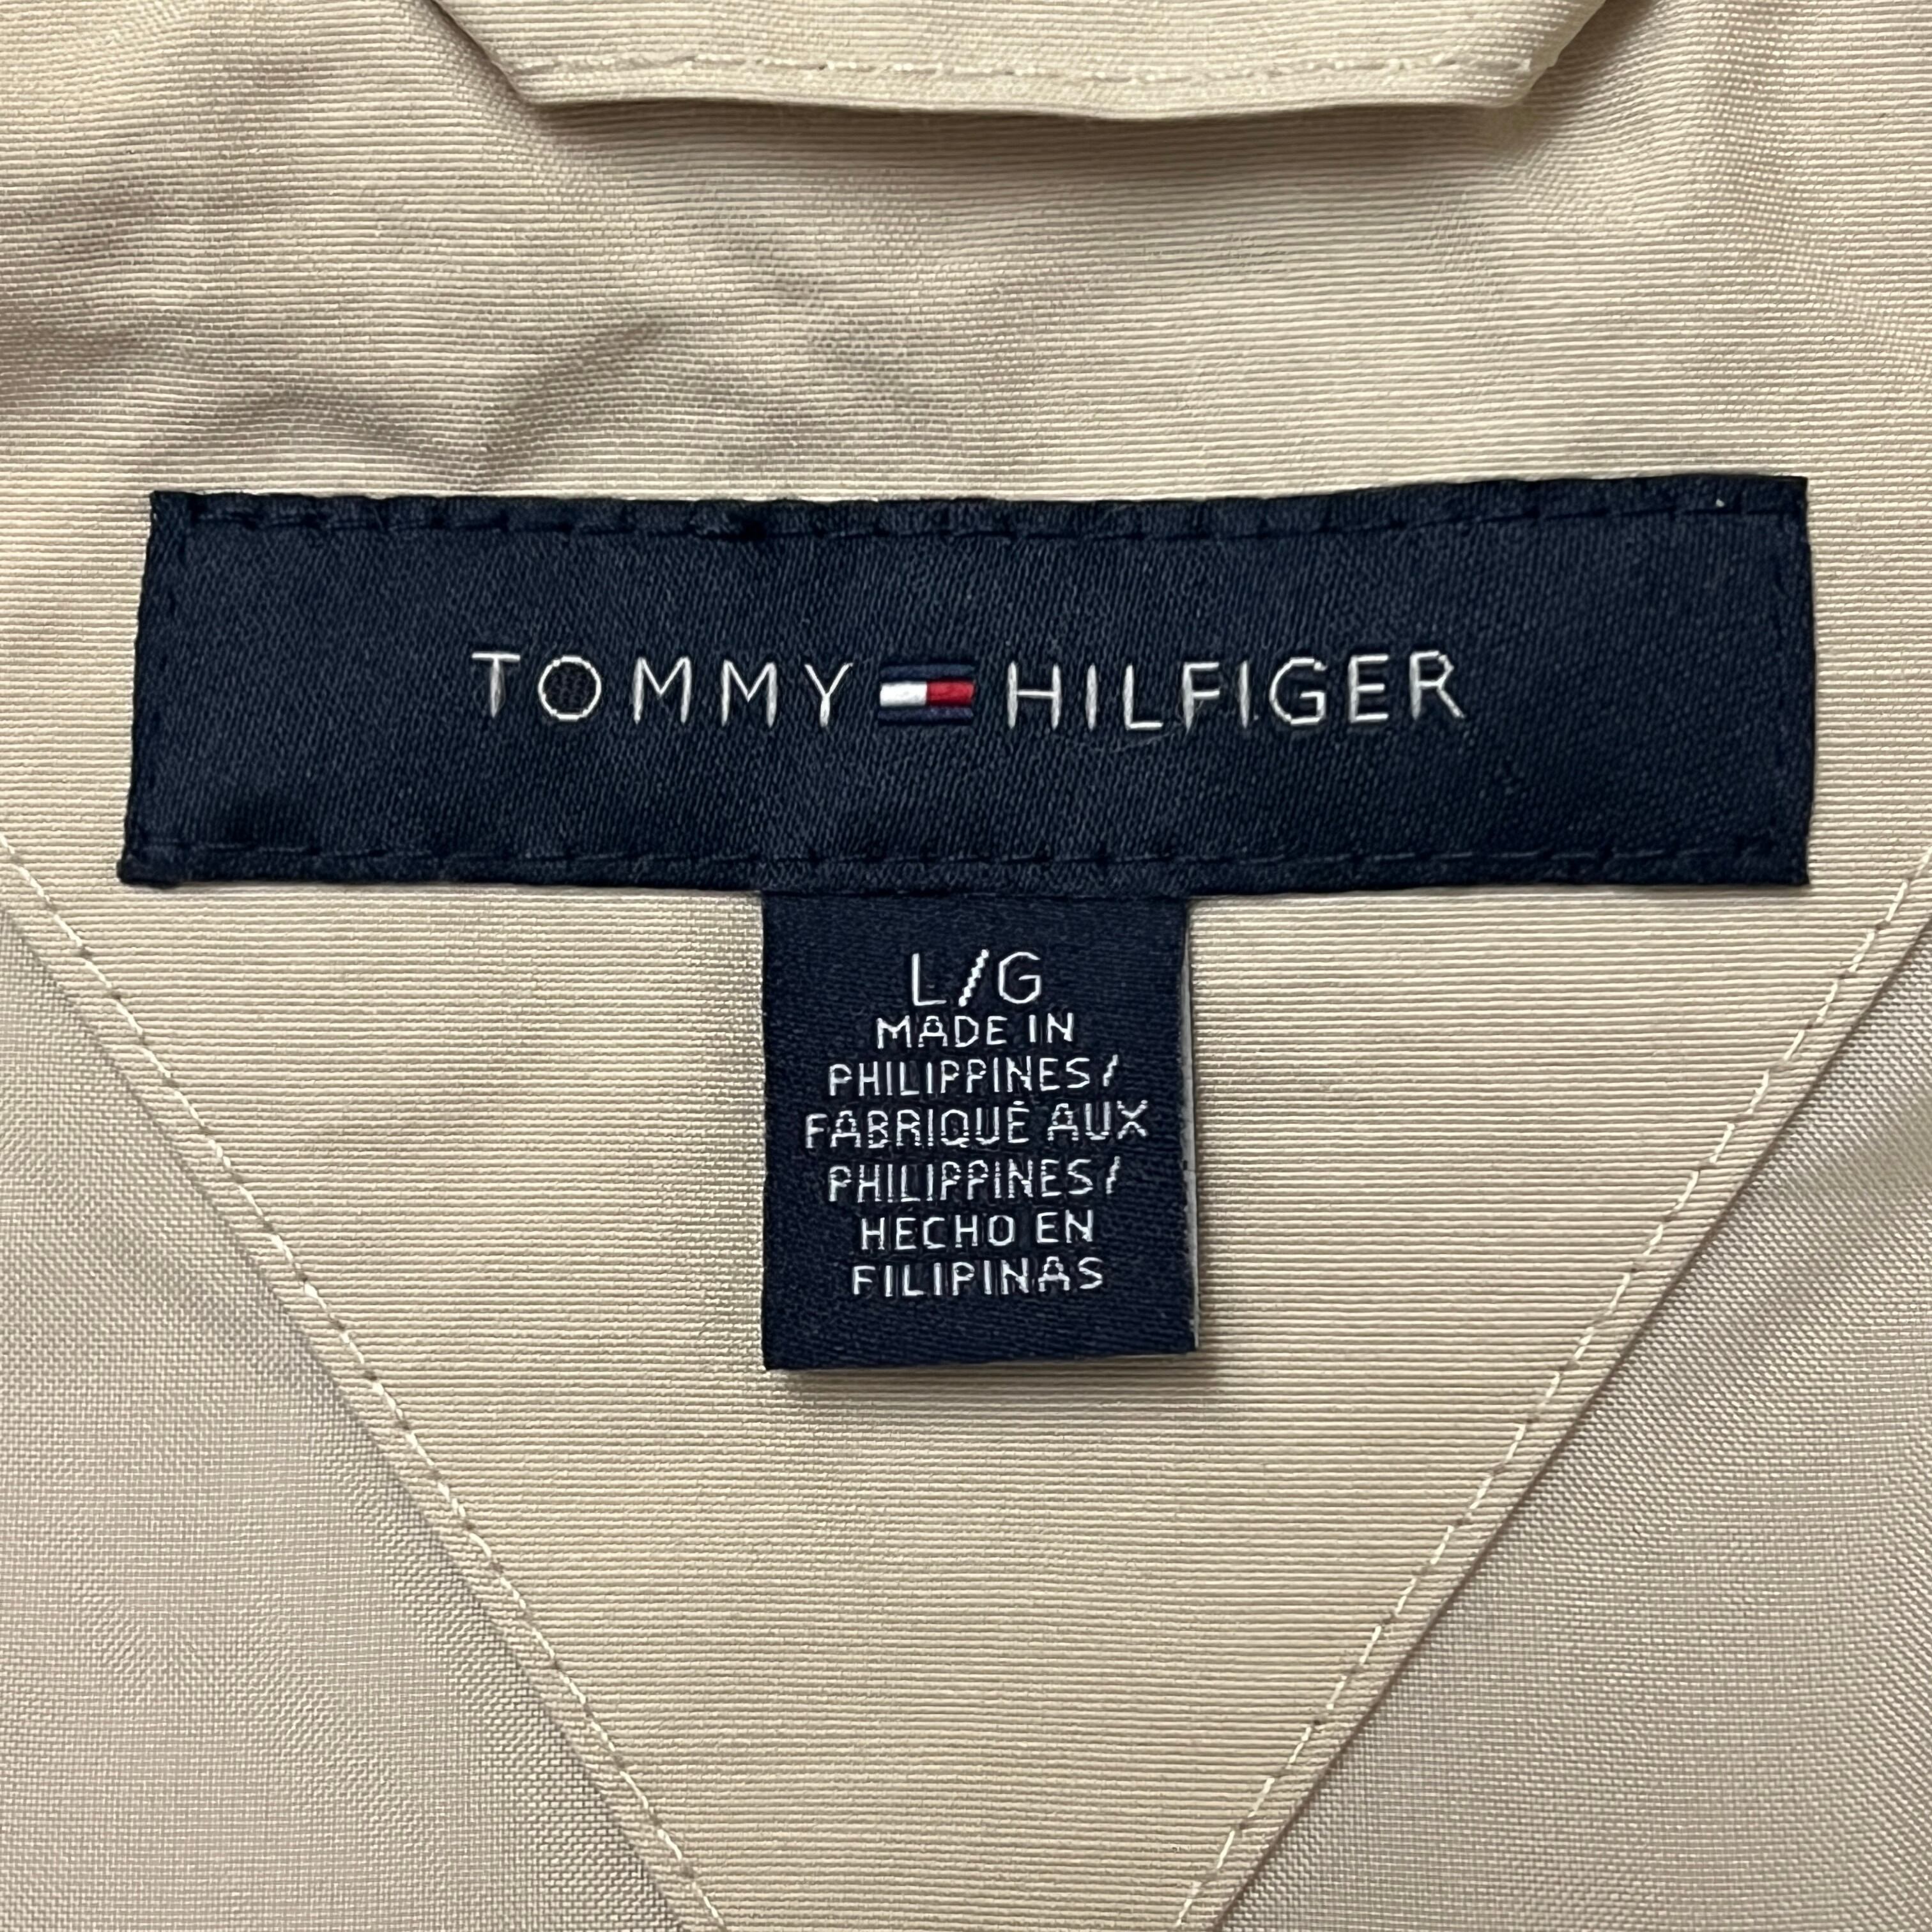 TOMMY HILFIGER
L/G
MADE IN
PHILIPPINES/
FABRIQUÉ AUX
PHILIPPINES/
HECHO EN
FILIPINAS